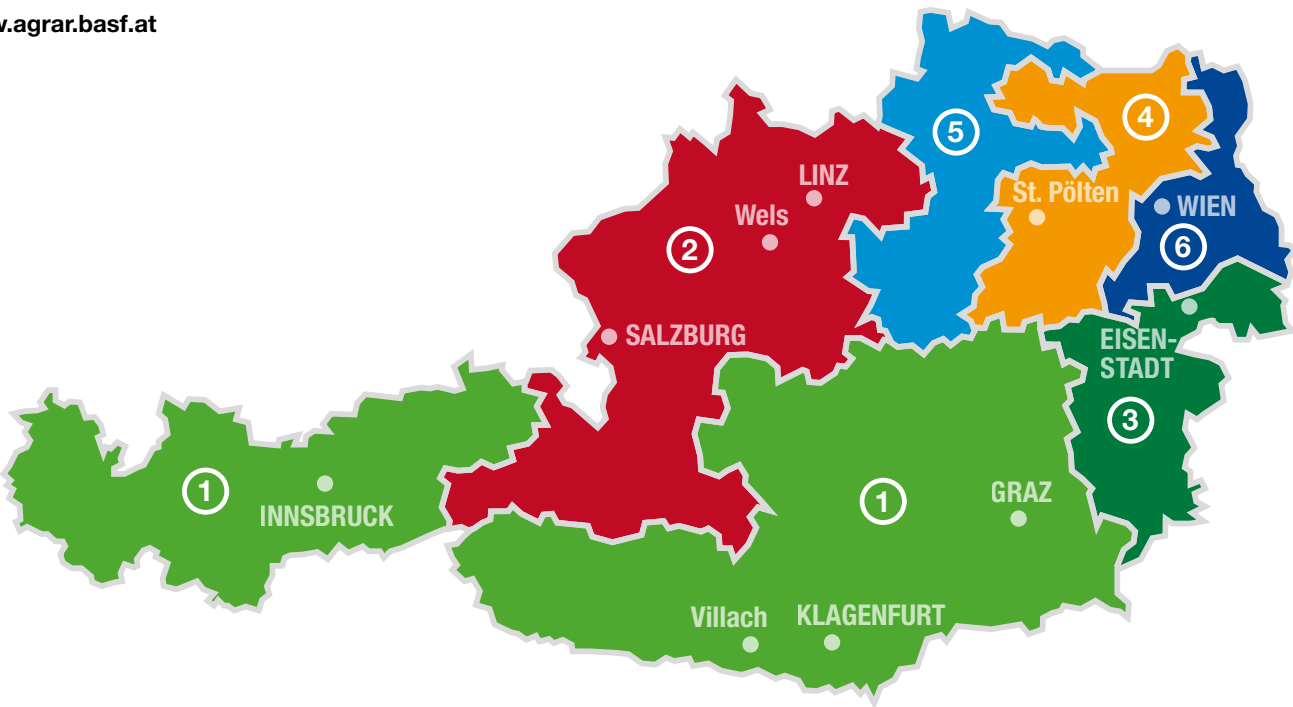 w.agrar.basf.at
5
4
LINZ
St. Pölten
Wels
WIEN
2
6
SALZBURG
EISEN-
STADT
3
1
INNSBRUCK
1
GRAZ
Villach
KLAGENFURT